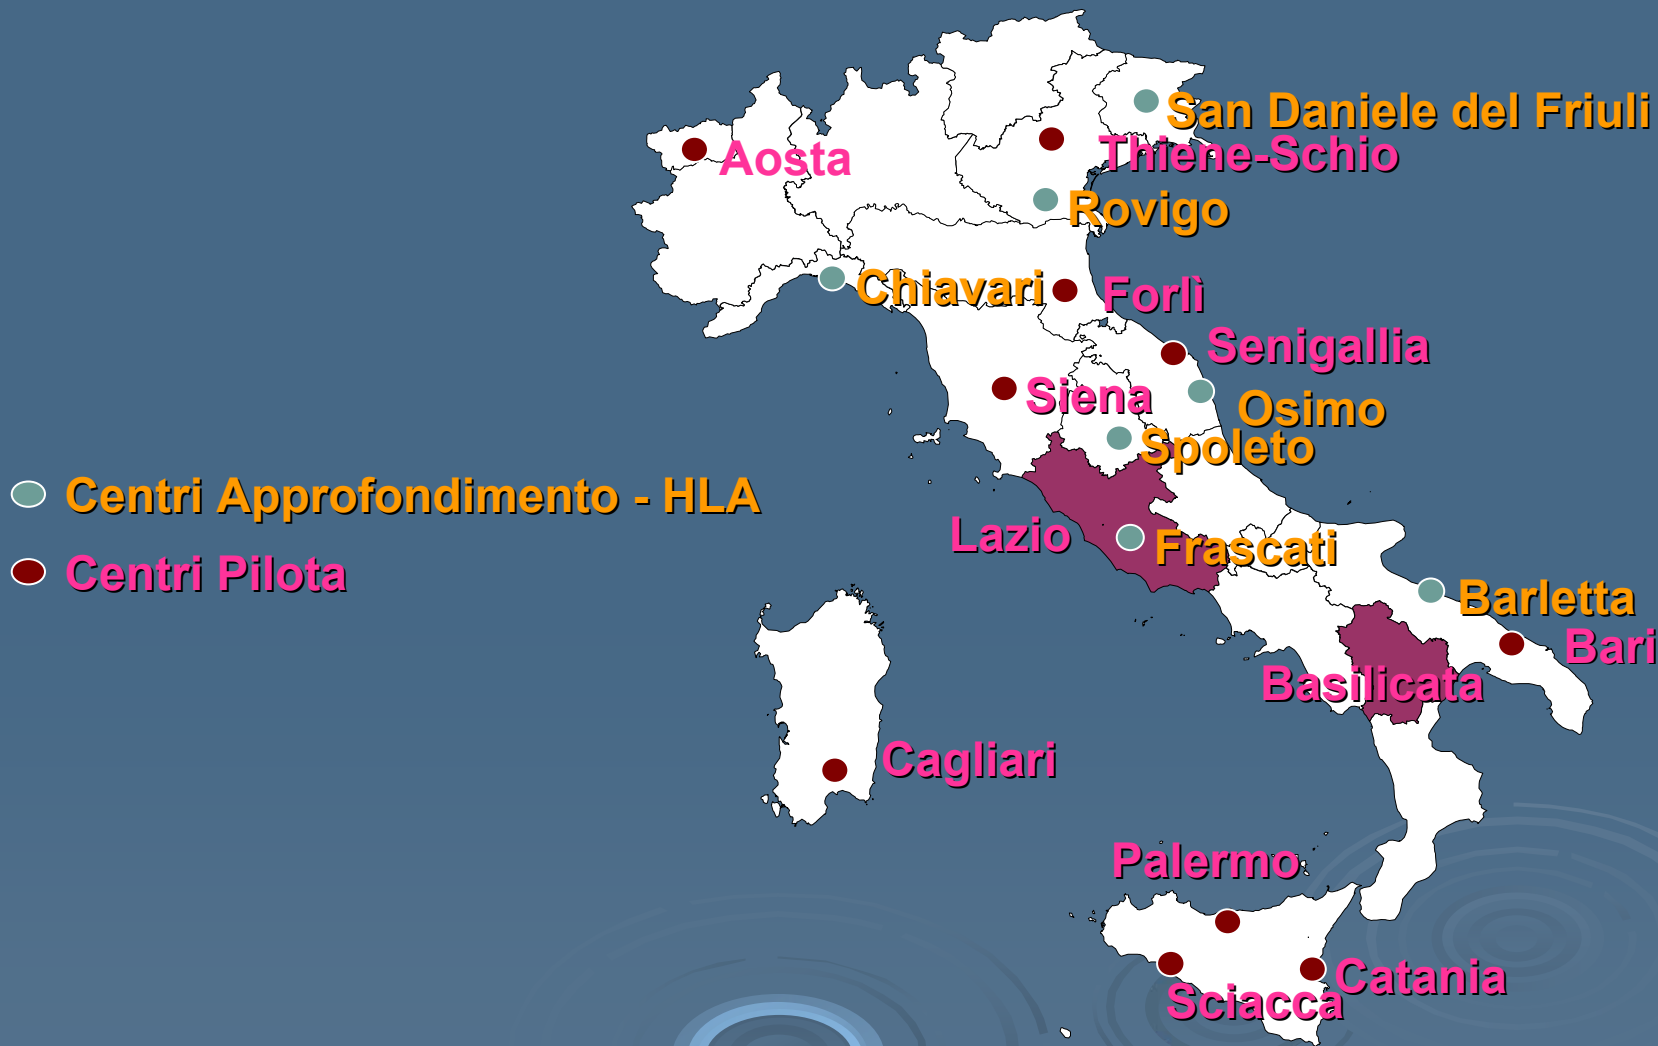 San Daniele del Friuli
Thiene-Schio
Aosta
Rovigo
Chiavari
Forlì
Senigallia
Siena
Osimo
Spoleto
Centri Approfondimento - HLA
Lazio
Frascati
Centri Pilota
Barletta
Bari
Basilicata
Cagliari
Palermo
Catania
Sciacca